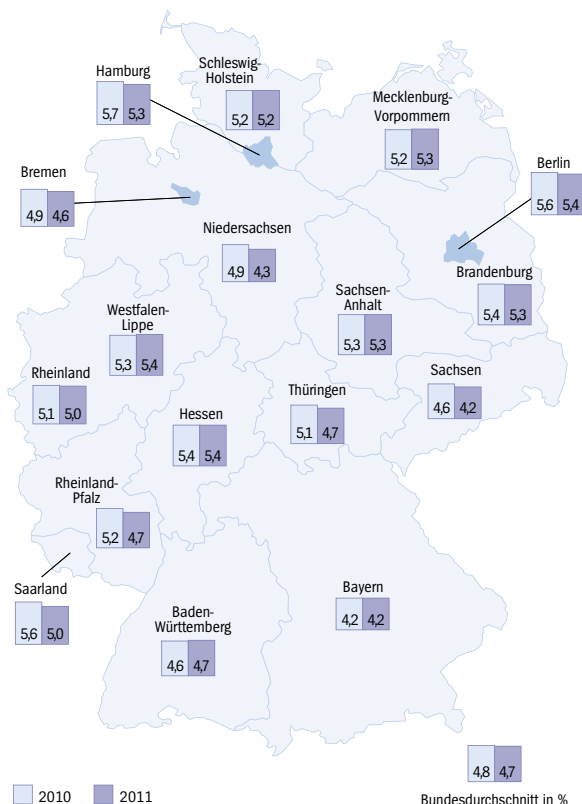 Schleswig-
Holstein
5,2 5,2
Hamburg
5,7 5,3
Mecklenburg-
Vorpommern
5,2 5,3
Berlin
5,6 5,4
Bremen
4,9 4,6
Niedersachsen
4,9 4,3
Brandenburg
5,4 5,3
Sachsen-
Anhalt
5,3 5,3
Westfalen-
Lippe
5,3 5,4
Rheinland
5,1 5,0
Sachsen
4,6 4,2
Thüringen
5,1 4,7
Hessen
5,4 5,4
Rheinland-
Pfalz
5,2 4,7
Saarland
5,6 5,0
Bayern
4,2 4,2
Baden-
Württemberg
4,6 4,7
4,8 4,7
Bundesdurchschnitt in %
2010 2011